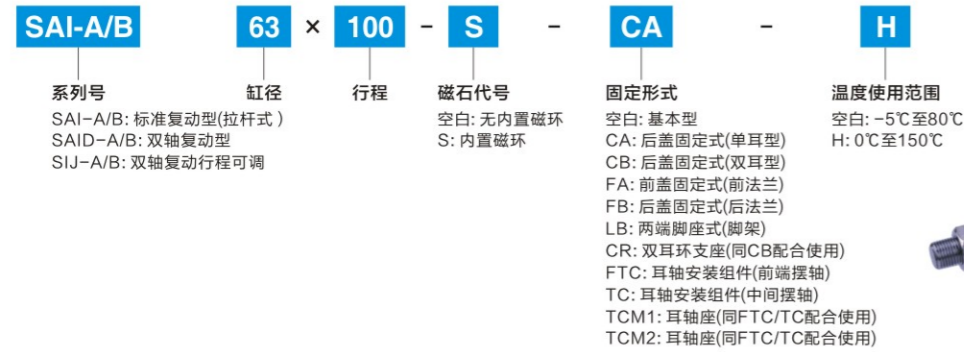 SAI-A/B 63 × 100 - S - CA - H
系列号
SAI-A/B: 标准复动型(拉杆式)
SAID-A/B: 双轴复动型
SIJ-A/B: 双轴复动行程可调
缸径
行程
磁石代号
空白: 无内置磁环
S: 内置磁环
固定形式
空白: 基本型
CA: 后盖固定式(单耳型)
CB: 后盖固定式(双耳型)
FA: 前盖固定式(前法兰)
FB: 后盖固定式(后法兰)
LB: 两端脚座式(脚架)
CR: 双耳环支座(同CB配合使用)
FTC: 耳轴安装组件(前端摆轴)
TC: 耳轴安装组件(中间摆轴)
TCM1: 耳轴座(同FTC/TC配合使用)
TCM2: 耳轴座(同FTC/TC配合使用)
温度使用范围
空白: -5℃至80℃
H: 0℃至150℃